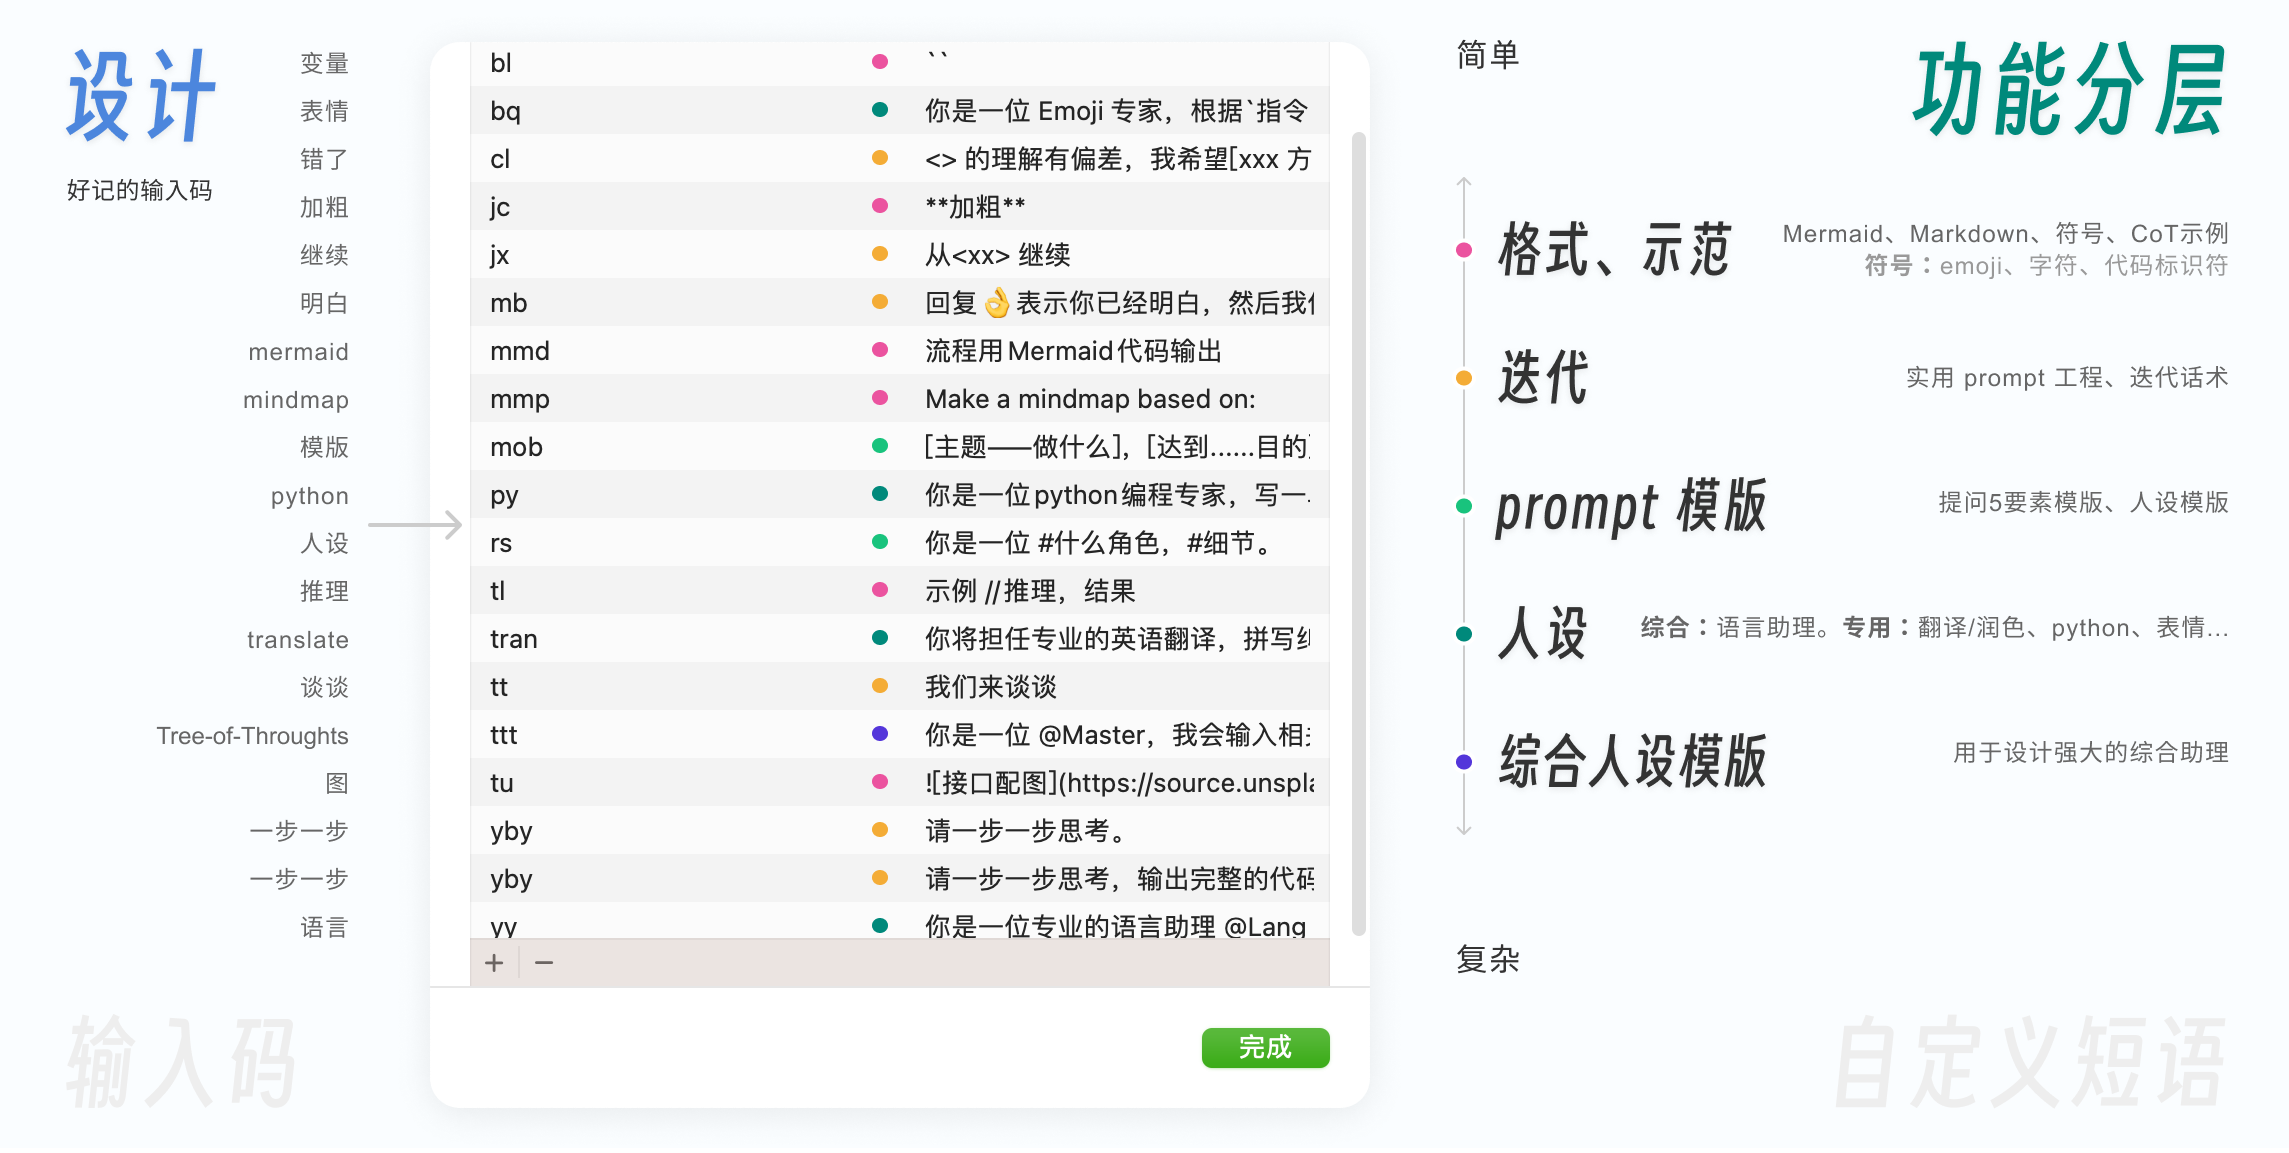 设计
好记的输入码
变量
表情
错了
加粗
继续
明白
mermaid
mindmap
模版
python
人设
推理
translate
谈谈
Tree-of-Throughts
图
一步一步
一步一步
语言
输入码
bl ``
bq 你是一位 Emoji 专家，根据`指令
cl <> 的理解有偏差，我希望[xxx 方
jc **加粗**
jx 从<xx> 继续
mb 回复👌表示你已经明白，然后我
mmd 流程用Mermaid代码输出
mmp Make a mindmap based on:
mob [主题——做什么]，[达到……目的]
py 你是一位python编程专家，写一
rs 你是一位 #什么角色，#细节。
tl 示例 //推理，结果
tran 你将担任专业的英语翻译，拼写
tt 我们来谈谈
ttt 你是一位 @Master，我会输入相
tu ![接口配图](https://source.unspla
yby 请一步一步思考。
yby 请一步一步思考，输出完整的代码
yy 你是一位专业的语言助理 @Lang
+ −
完成
简单
功能分层
格式、示范
Mermaid、Markdown、符号、CoT示例
符号：emoji、字符、代码标识符
迭代
实用 prompt 工程、迭代话术
prompt 模版
提问5要素模版、人设模版
人设
综合：语言助理。专用：翻译/润色、python、表情...
综合人设模版
用于设计强大的综合助理
复杂
自定义短语